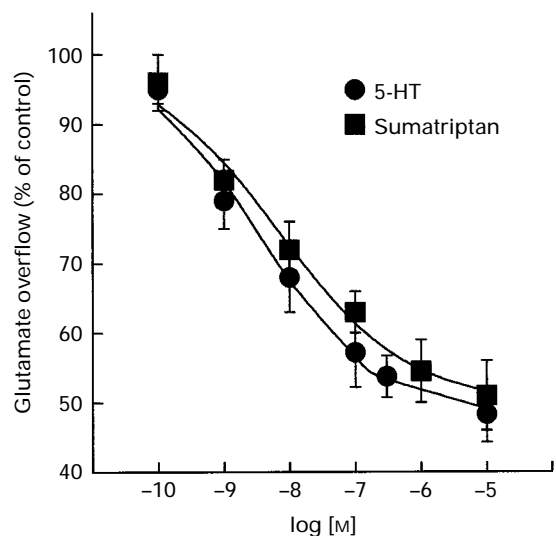 100
90
80
70
60
50
40
Glutamate overflow (% of control)
5-HT
Sumatriptan
–10 –9 –8 –7 –6 –5
log [M]